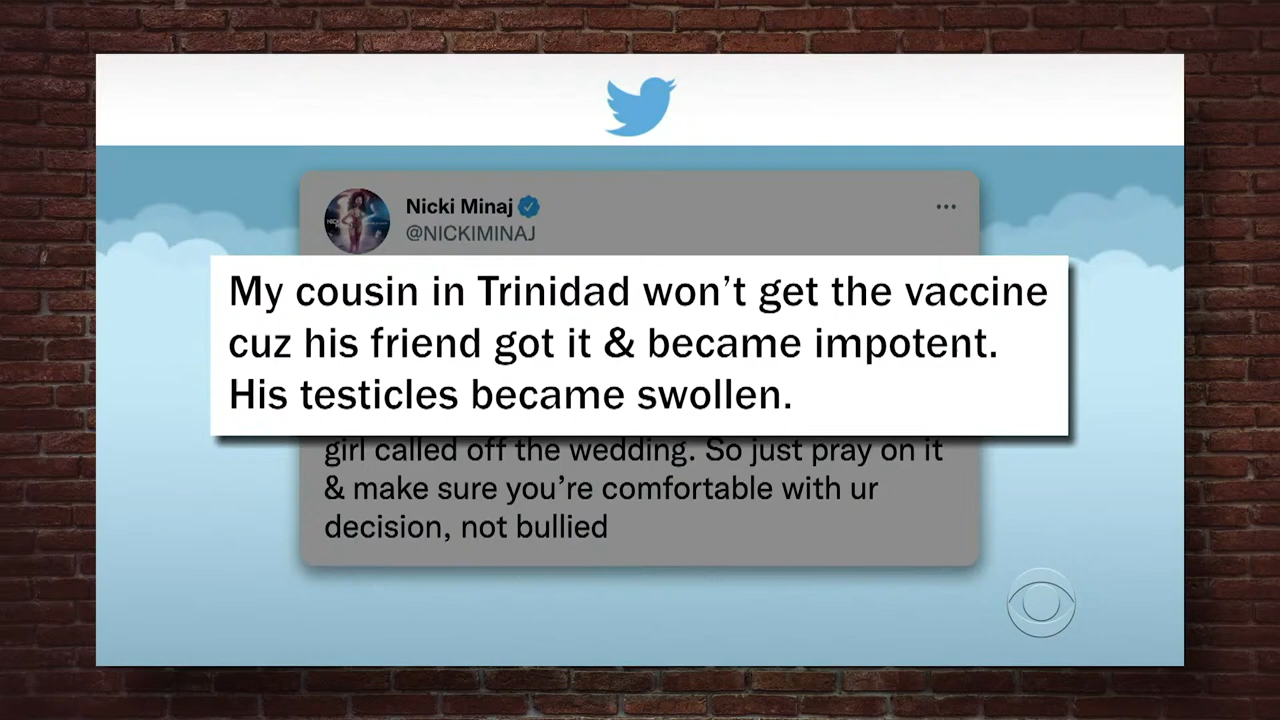 Nicki Minaj
@NICKIMINAJ
My cousin in Trinidad won’t get the vaccine
cuz his friend got it & became impotent.
His testicles became swollen.
girl called off the wedding. So just pray on it
& make sure you’re comfortable with ur
decision, not bullied